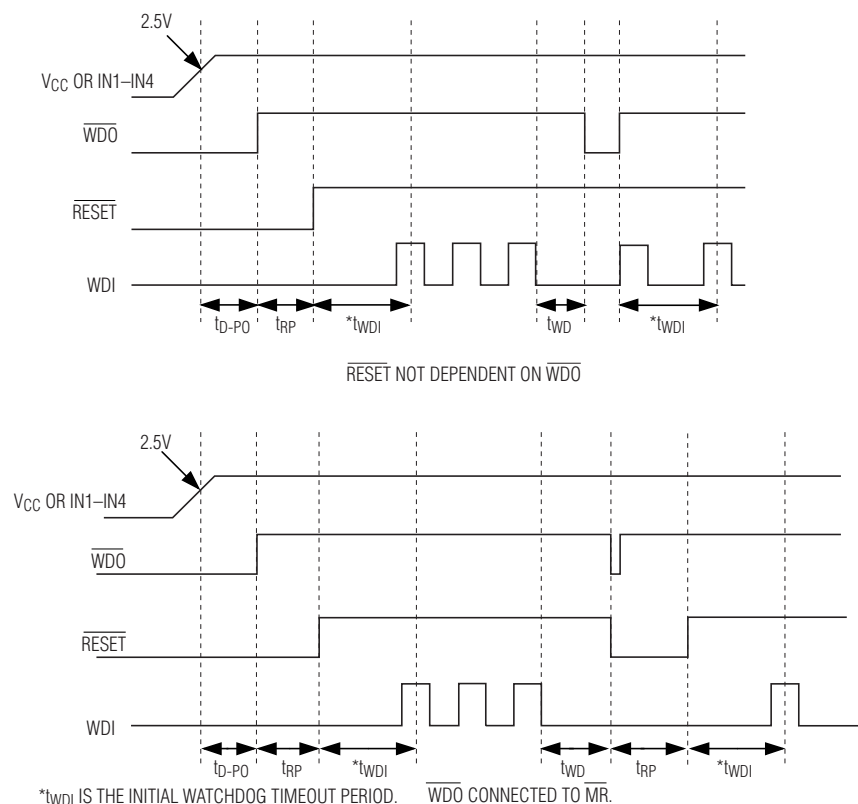 2.5V
VCC OR IN1–IN4
WDO
RESET
WDI
tD-PO tRP *tWDI tWD *tWDI
RESET NOT DEPENDENT ON WDO
2.5V
VCC OR IN1–IN4
WDO
RESET
WDI
tD-PO tRP *tWDI tWD tRP *tWDI
*tWDI IS THE INITIAL WATCHDOG TIMEOUT PERIOD. WDO CONNECTED TO MR.